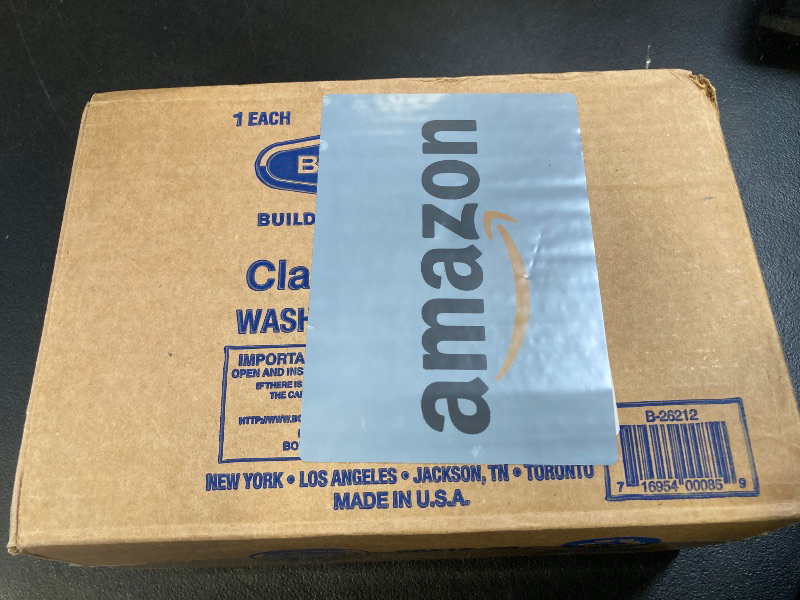 1 EACH
B
BUILD
Cla
WASH
IMPORTA
OPEN AND INS
IF THERE IS
THE CAR
HTTP://WWW.BO
BO
NEW YORK • LOS ANGELES • JACKSON, TN • TORONTO
MADE IN U.S.A.
amazon
B-26212
7 16954 00085 9